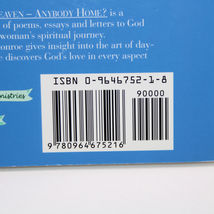 EAVEN – ANYBODY HOME? is a
of poems, essays and letters to God
woman's spiritual journey.
onroe gives insight into the art of day-
e discovers God's love in every aspect
ISBN 0-9646752-1-8
90000
9 780964 675216
nistries